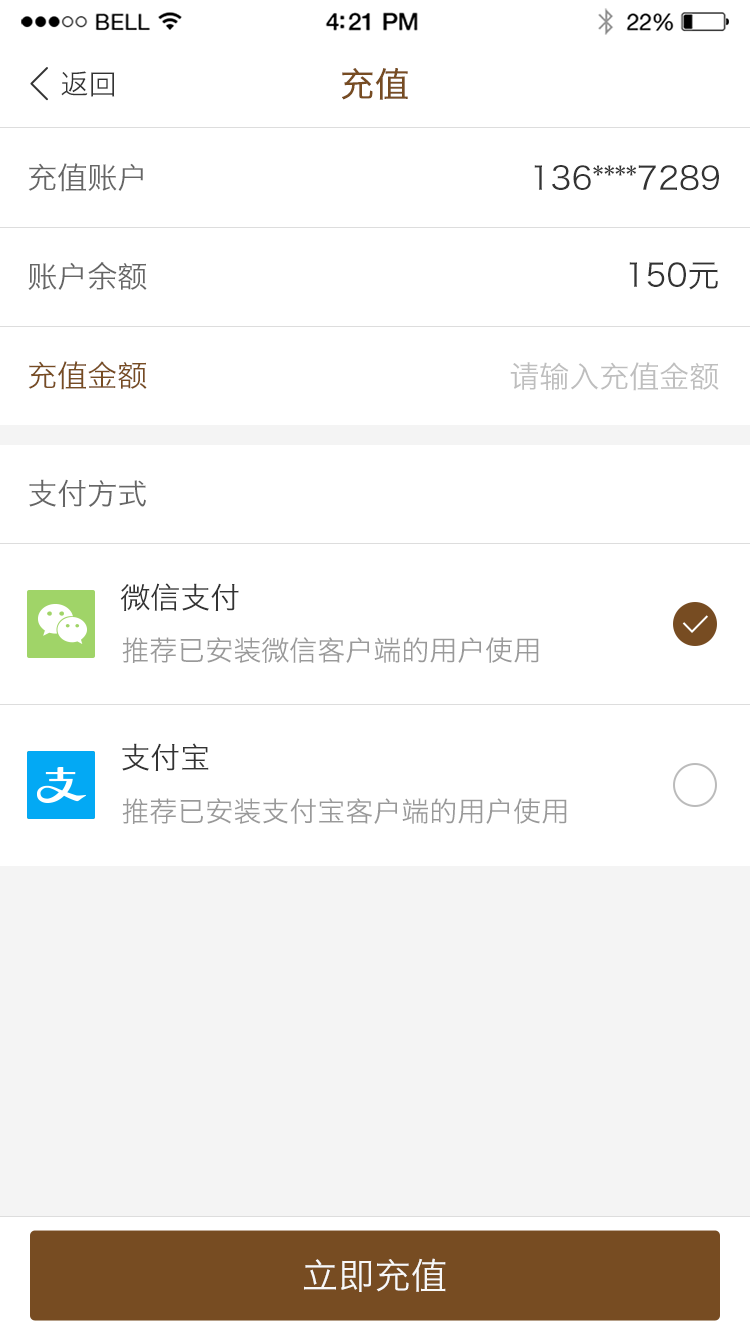 BELL 4:21 PM 22%
返回 充值
充值账户 136****7289
账户余额 150元
充值金额 请输入充值金额
支付方式
微信支付
推荐已安装微信客户端的用户使用
支
支付宝
推荐已安装支付宝客户端的用户使用
立即充值